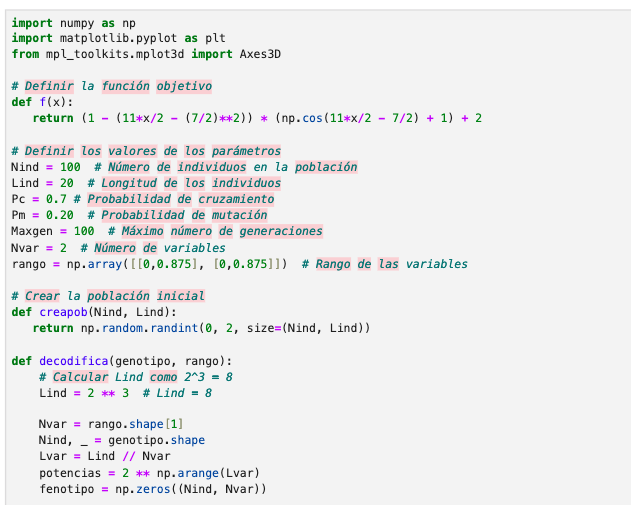 import numpy as np
import matplotlib.pyplot as plt
from mpl_toolkits.mplot3d import Axes3D
# Definir la función objetivo
def f(x):
   return (1 - (11*x/2 - (7/2)**2)) * (np.cos(11*x/2 - 7/2) + 1) + 2
# Definir los valores de los parámetros
Nind = 100  # Número de individuos en la población
Lind = 20  # Longitud de los individuos
Pc = 0.7 # Probabilidad de cruzamiento
Pm = 0.20  # Probabilidad de mutación
Maxgen = 100  # Máximo número de generaciones
Nvar = 2  # Número de variables
rango = np.array([[0,0.875], [0,0.875]])  # Rango de las variables
# Crear la población inicial
def creapob(Nind, Lind):
   return np.random.randint(0, 2, size=(Nind, Lind))
def decodifica(genotipo, rango):
    # Calcular Lind como 2^3 = 8
    Lind = 2 ** 3  # Lind = 8
    Nvar = rango.shape[1]
    Nind, _ = genotipo.shape
    Lvar = Lind // Nvar
    potencias = 2 ** np.arange(Lvar)
    fenotipo = np.zeros((Nind, Nvar))